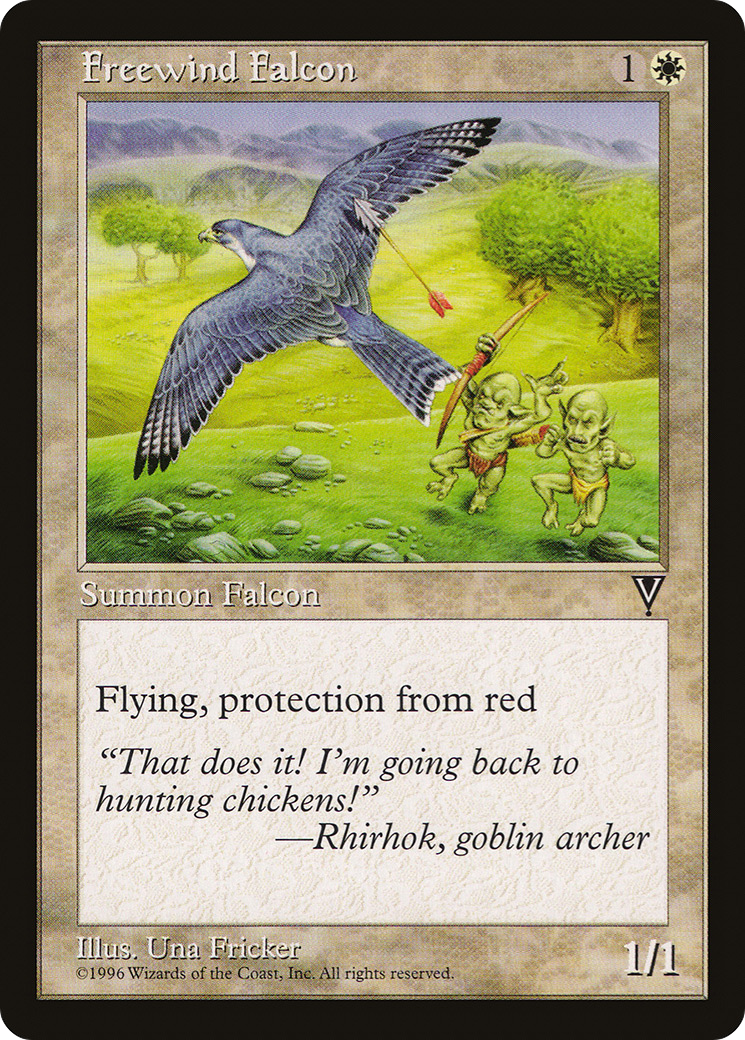 Freewind Falcon 1
Summon Falcon
Flying, protection from red
“That does it! I’m going back to
hunting chickens!”
—Rhirhok, goblin archer
Illus. Una Fricker
©1996 Wizards of the Coast, Inc. All rights reserved.
1/1